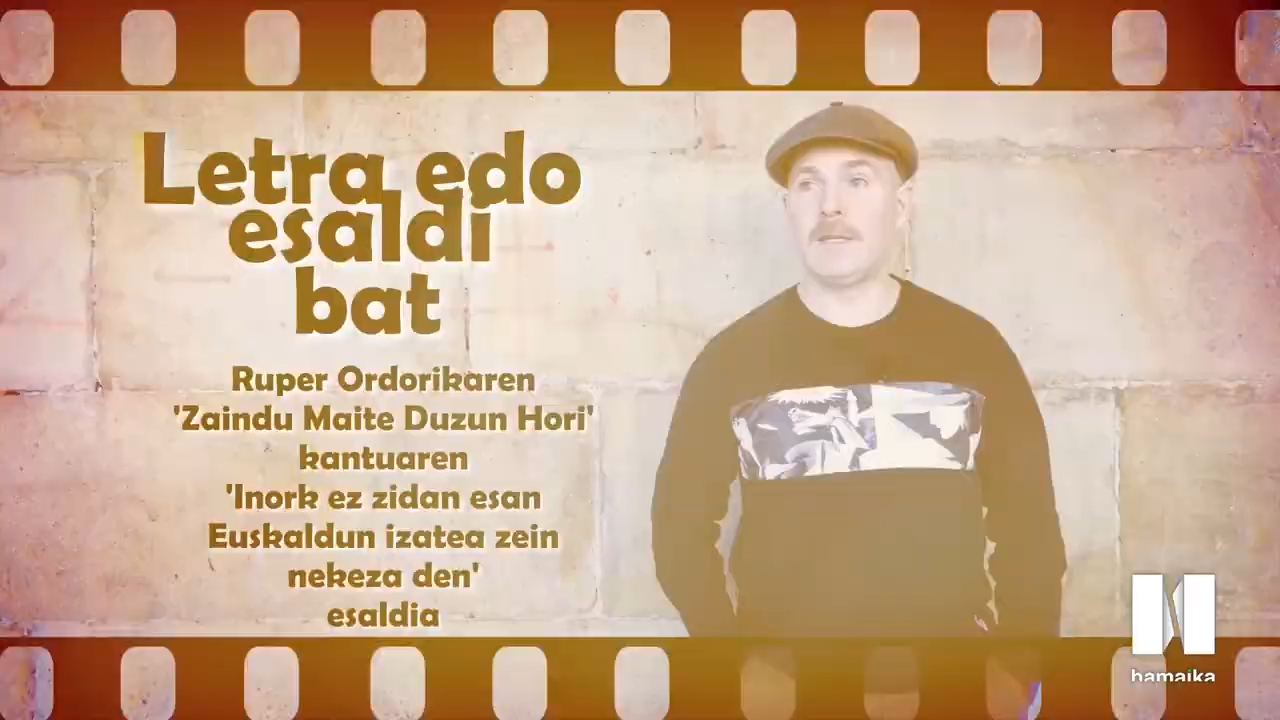 Letra edo
esaldi
bat
Ruper Ordorikaren
'Zaindu Maite Duzun Hori'
kantuaren
'Inork ez zidan esan
Euskaldun izatea zein
nekeza den'
esaldia
hamaika